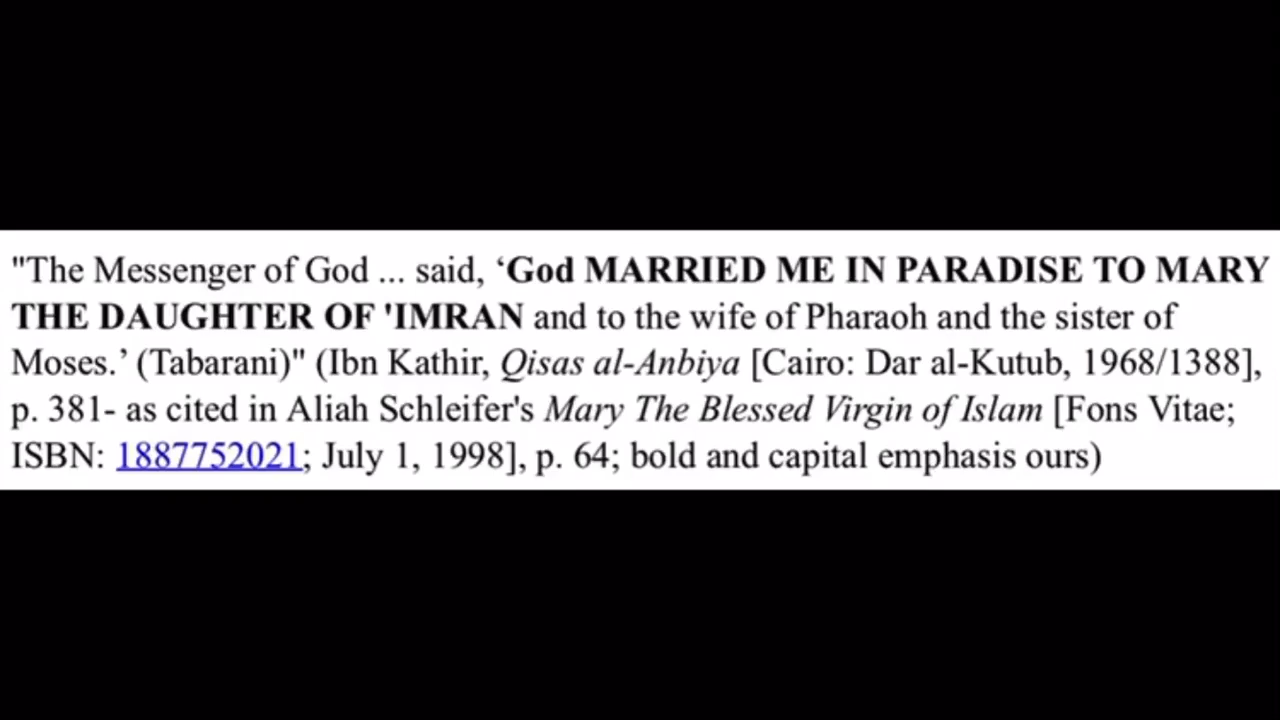 "The Messenger of God ... said, ‘God MARRIED ME IN PARADISE TO MARY
THE DAUGHTER OF 'IMRAN and to the wife of Pharaoh and the sister of
Moses.’ (Tabarani)" (Ibn Kathir, Qisas al-Anbiya [Cairo: Dar al-Kutub, 1968/1388],
p. 381- as cited in Aliah Schleifer's Mary The Blessed Virgin of Islam [Fons Vitae;
ISBN: 1887752021; July 1, 1998], p. 64; bold and capital emphasis ours)